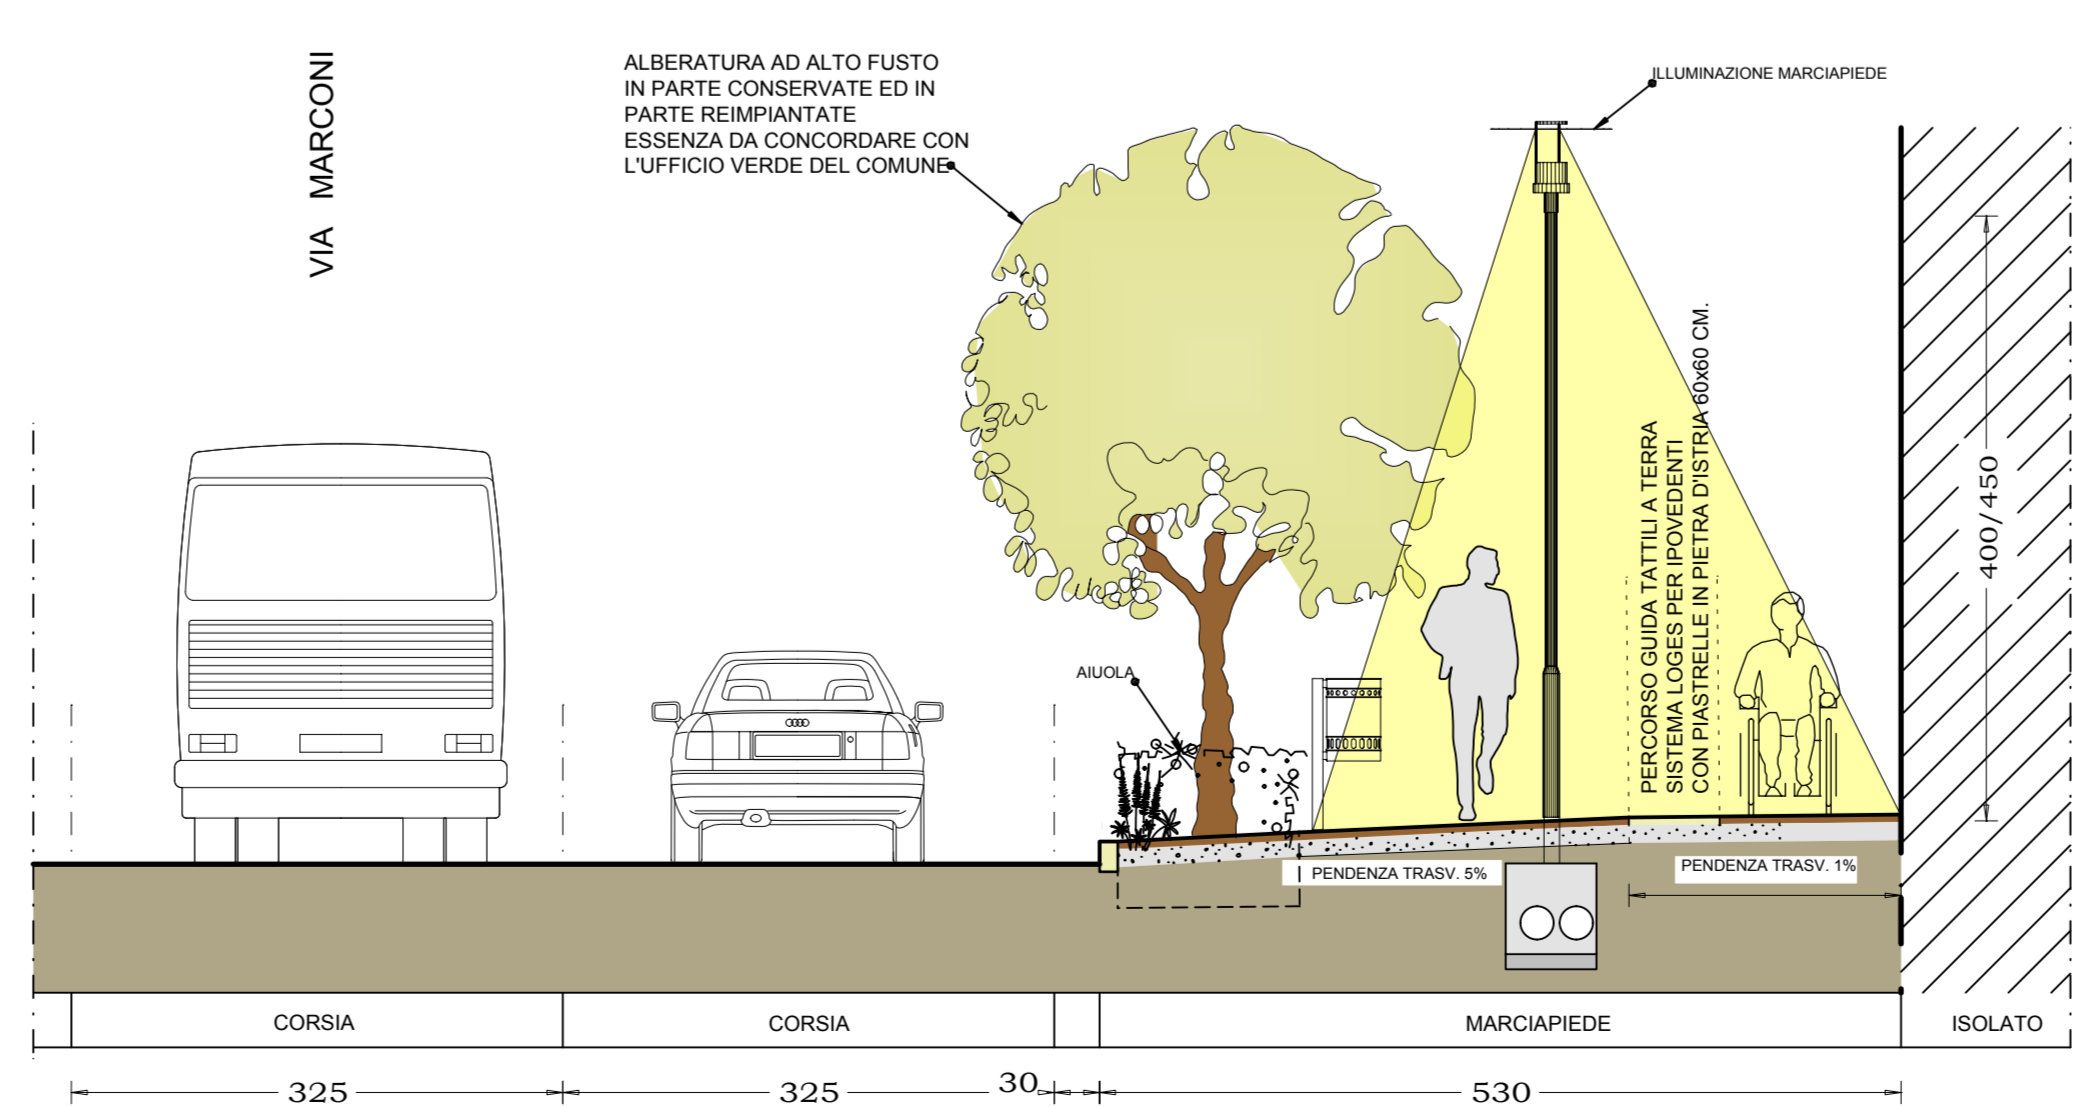 VIA MARCONI
ALBERATURA AD ALTO FUSTO
IN PARTE CONSERVATE ED IN
PARTE REIMPIANTATE
ESSENZA DA CONCORDARE CON
L'UFFICIO VERDE DEL COMUNE
ILLUMINAZIONE MARCIAPIEDE
400/450
PERCORSO GUIDA TATTILI A TERRA
SISTEMA LOGES PER IPOVEDENTI
CON PIASTRELLE IN PIETRA D'ISTRIA 60x60 CM.
AIUOLA
PENDENZA TRASV. 5%
PENDENZA TRASV. 1%
CORSIA
CORSIA
MARCIAPIEDE
ISOLATO
325
325
30
530